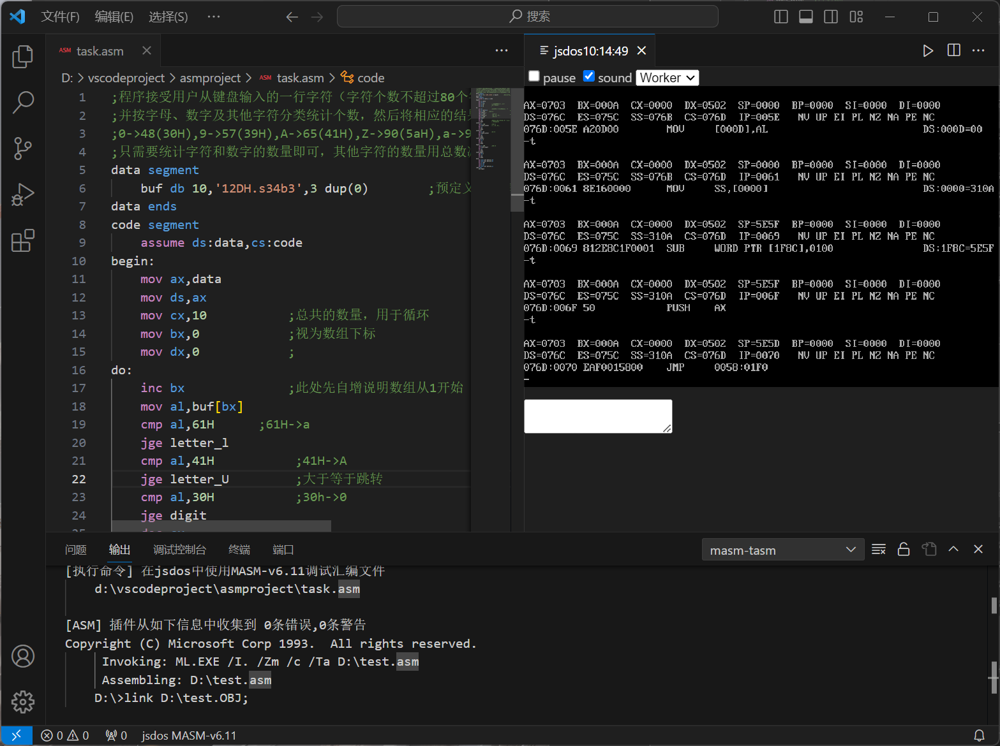 文件(F) 编辑(E) 选择(S) ··· 搜索
ASM task.asm
D: > vscodeproject > asmproject > ASM task.asm > code
1 ;程序接受用户从键盘输入的一行字符（字符个数不超过80个
2 ;并按字母、数字及其他字符分类统计个数，然后将相应的结果
3 ;0->48(30H),9->57(39H),A->65(41H),Z->90(5aH),a->9
4 ;只需要统计字符和数字的数量即可，其他字符的数量用总数
5 data segment
6 buf db 10,'12DH.s34b3',3 dup(0) ;预定义
7 data ends
8 code segment
9 assume ds:data,cs:code
10 begin:
11 mov ax,data
12 mov ds,ax
13 mov cx,10 ;总共的数量，用于循环
14 mov bx,0 ;视为数组下标
15 mov dx,0 ;
16 do:
17 inc bx ;此处先自增说明数组从1开始
18 mov al,buf[bx]
19 cmp al,61H ;61H->a
20 jge letter_l
21 cmp al,41H ;41H->A
22 jge letter_U ;大于等于跳转
23 cmp al,30H ;30h->0
24 jge digit
jsdos10:14:49
pause sound Worker
AX=0703 BX=000A CX=0000 DX=0502 SP=0000 BP=0000 SI=0000 DI=0000
DS=076C ES=075C SS=076B CS=076D IP=005E NV UP EI PL NZ NA PE NC
076D:005E A20D00 MOV [000D],AL DS:000D=00
-t
AX=0703 BX=000A CX=0000 DX=0502 SP=0000 BP=0000 SI=0000 DI=0000
DS=076C ES=075C SS=076B CS=076D IP=0061 NV UP EI PL NZ NA PE NC
076D:0061 8E160000 MOV SS,[0000] DS:0000=310A
-t
AX=0703 BX=000A CX=0000 DX=0502 SP=5E5F BP=0000 SI=0000 DI=0000
DS=076C ES=075C SS=310A CS=076D IP=0069 NV UP EI PL NZ NA PE NC
076D:0069 812E8C1F0001 SUB WORD PTR [1F8C],0100 DS:1F8C=5E5F
-t
AX=0703 BX=000A CX=0000 DX=0502 SP=5E5F BP=0000 SI=0000 DI=0000
DS=076C ES=075C SS=310A CS=076D IP=006F NV UP EI PL NZ NA PE NC
076D:006F 50 PUSH AX
-t
AX=0703 BX=000A CX=0000 DX=0502 SP=5E5D BP=0000 SI=0000 DI=0000
DS=076C ES=075C SS=310A CS=076D IP=0070 NV UP EI PL NZ NA PE NC
076D:0070 EAF0015800 JMP 0058:01F0
-
问题 输出 调试控制台 终端 端口 masm-tasm
[执行命令] 在jsdos中使用MASM-v6.11调试汇编文件
d:\vscodeproject\asmproject\task.asm
[ASM] 插件从如下信息中收集到 0条错误,0条警告
Copyright (C) Microsoft Corp 1993. All rights reserved.
Invoking: ML.EXE /I. /Zm /c /Ta D:\test.asm
Assembling: D:\test.asm
D:\>link D:\test.OBJ;
0 0 0 jsdos MASM-v6.11